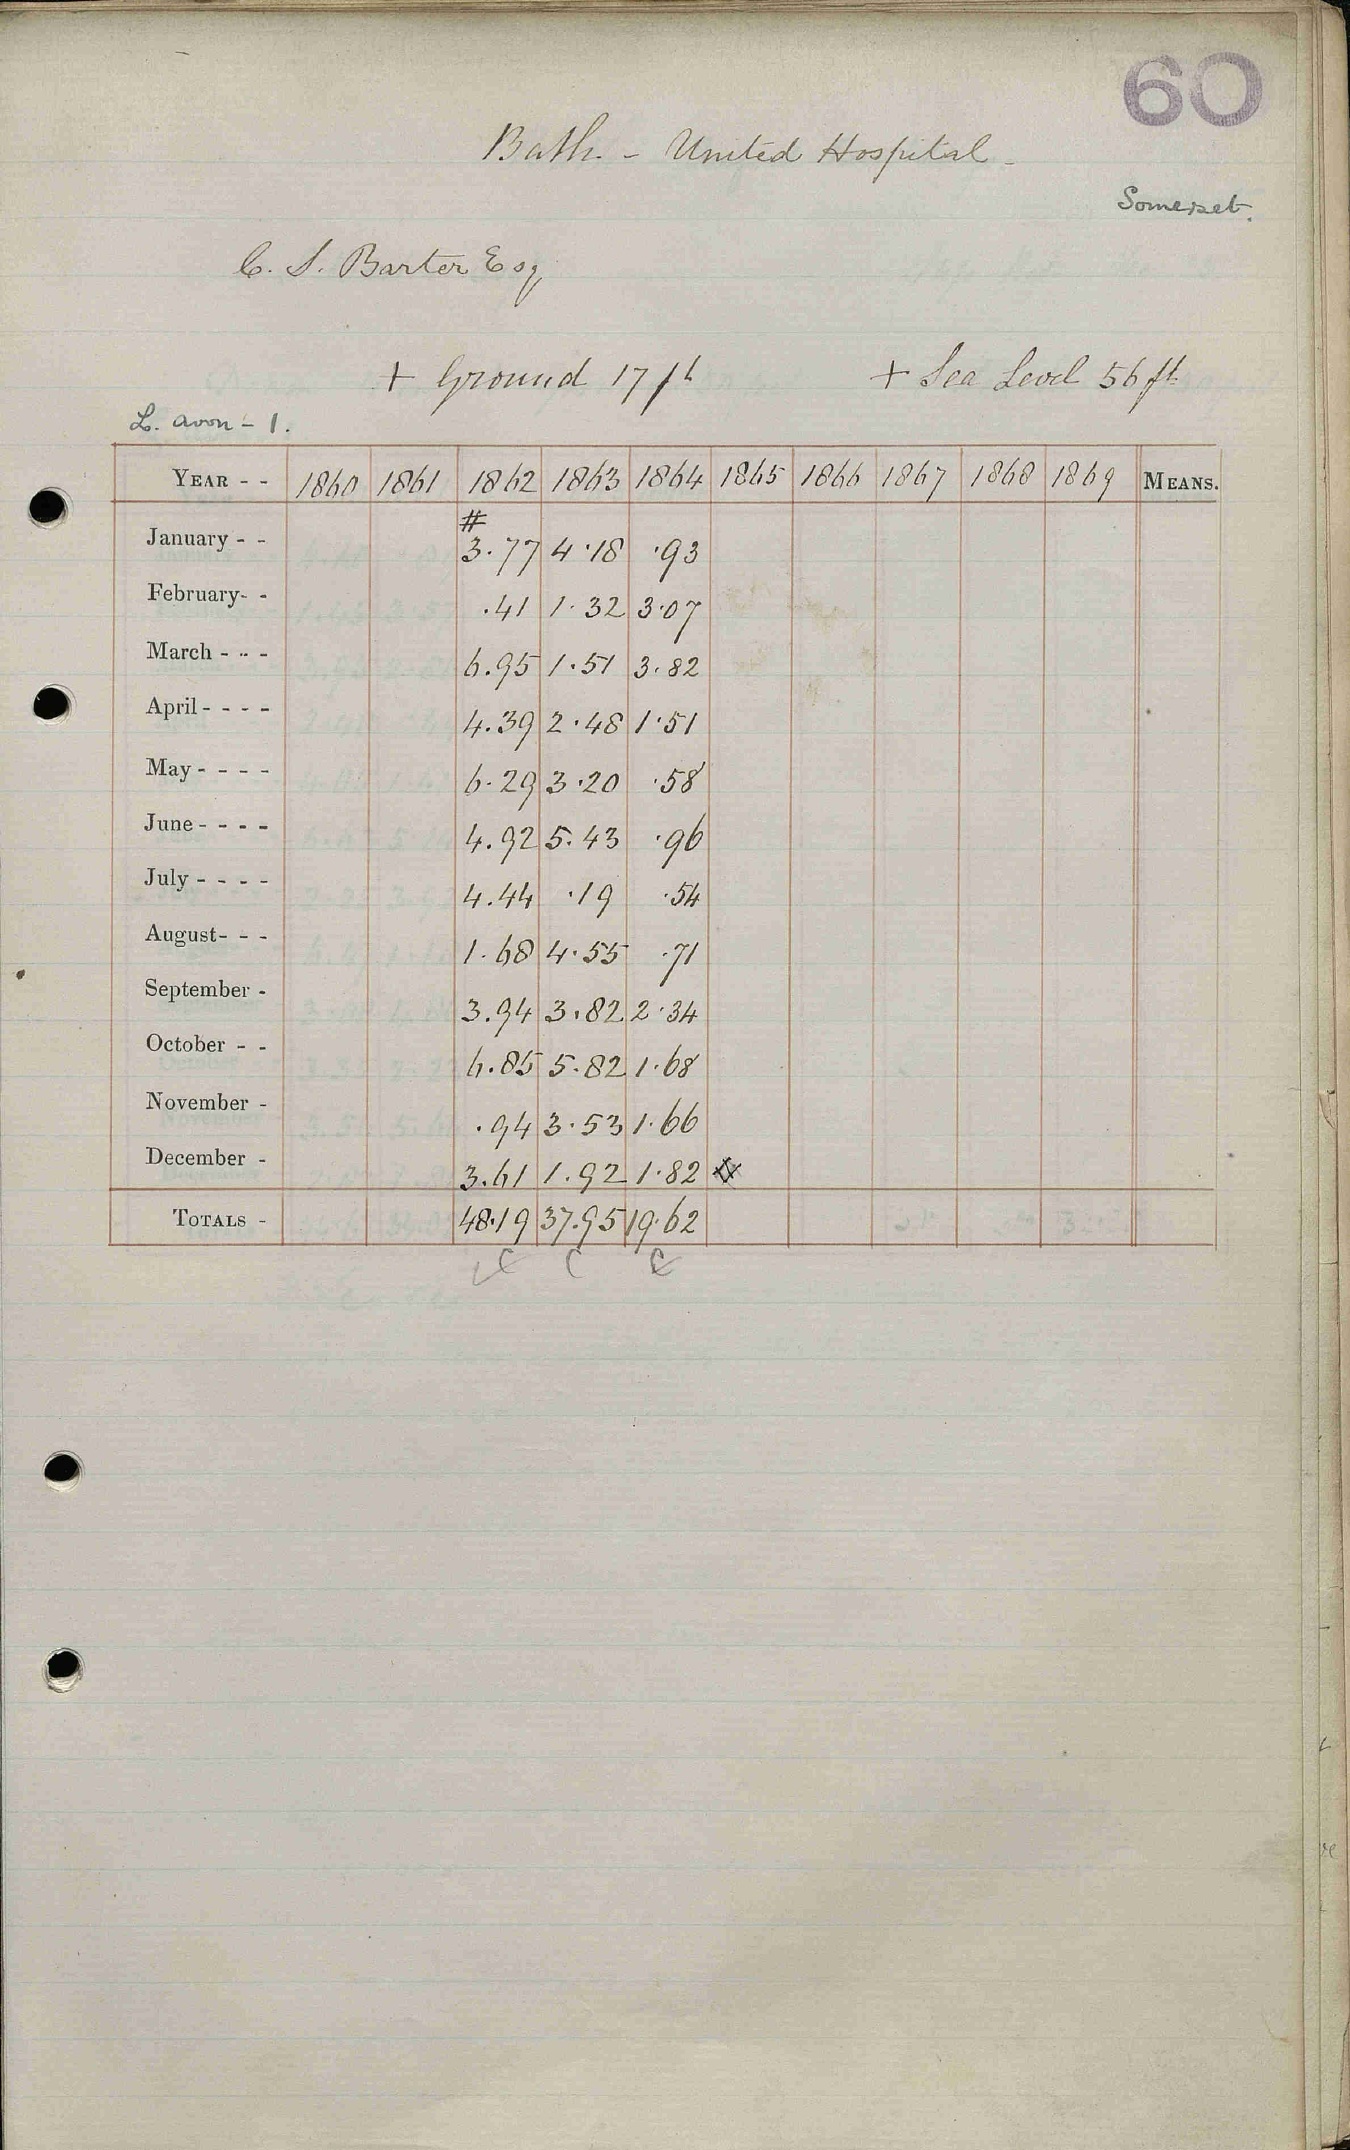 60
Bath. - United Hospital -
Somerset.
C. S. Barter Esq
+ Ground 17 ft + Sea Level 56 ft
L. Avon - 1.
YEAR - - 1860 1861 1862 1863 1864 1865 1866 1867 1868 1869 MEANS.
#
January - - 3.77 4.18 .93
February- - .41 1.32 3.07
March - - - 6.95 1.51 3.82
April - - - - 4.39 2.48 1.51
May - - - - 6.29 3.20 .58
June - - - - 4.92 5.43 .96
July - - - - 4.44 .19 .54
August- - - 1.68 4.55 .71
September - 3.94 3.82 2.34
October - - 6.85 5.82 1.68
November - .94 3.53 1.66
December - 3.61 1.92 1.82
TOTALS - 48.19 37.95 19.62
C C C